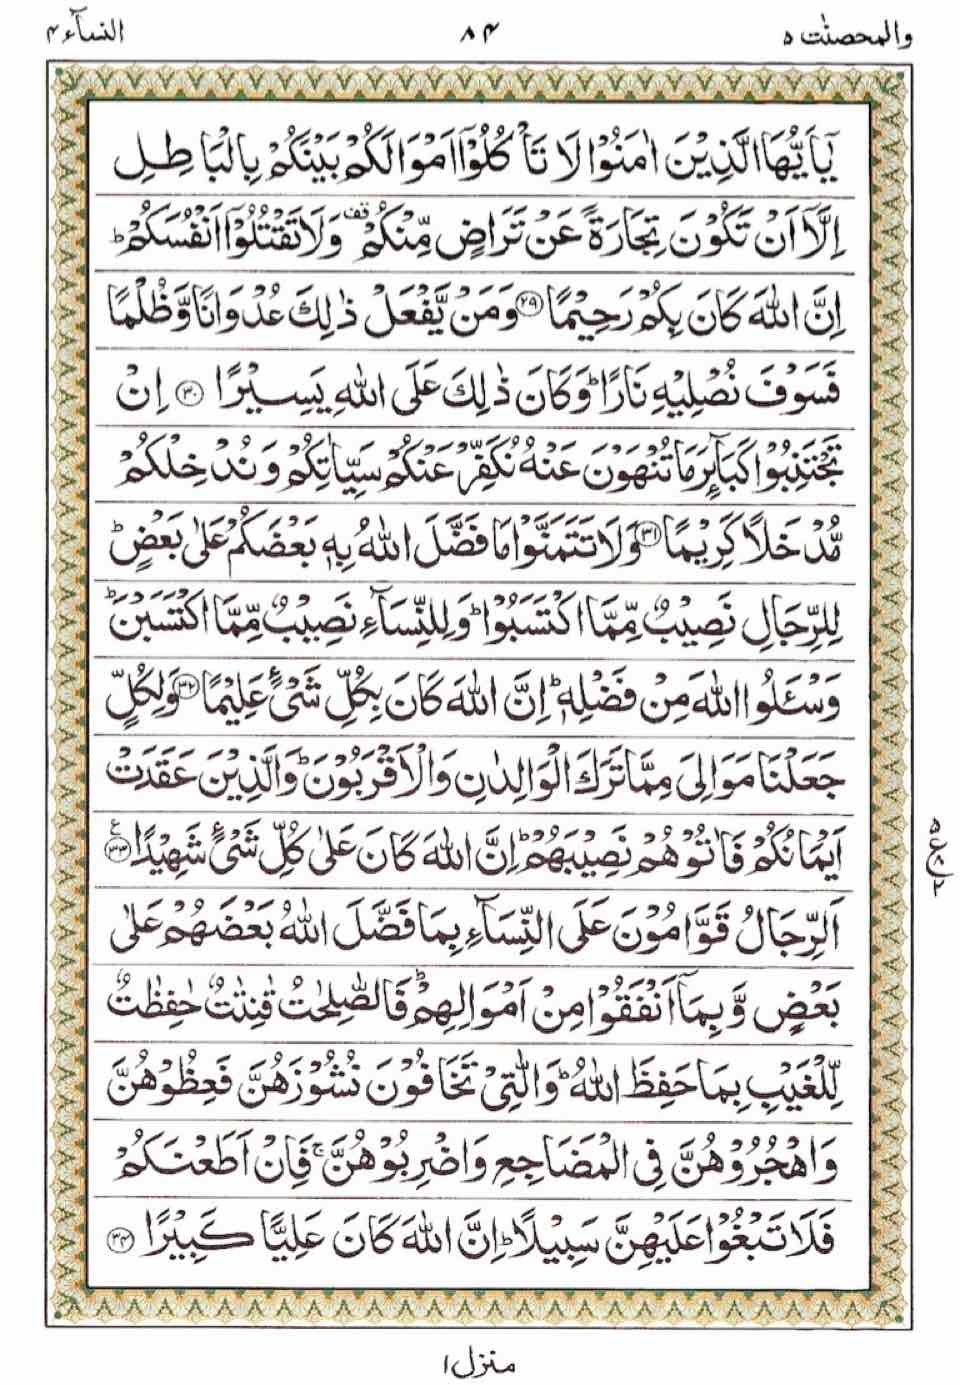 والمحصنٰت ۵ ۸۴ النسآء ۴
يٰۤاَيُّهَا الَّذِيْنَ اٰمَنُوْا لَا تَاْكُلُوْۤا اَمْوَالَكُمْ بَيْنَكُمْ بِالْبَاطِلِ
اِلَّاۤ اَنْ تَكُوْنَ تِجَارَةً عَنْ تَرَاضٍ مِّنْكُمْ ۫ وَلَا تَقْتُلُوْۤا اَنْفُسَكُمْ ؕ
اِنَّ اللّٰهَ كَانَ بِكُمْ رَحِيْمًا ۝۲۹ وَمَنْ يَّفْعَلْ ذٰلِكَ عُدْوَانًا وَّظُلْمًا
فَسَوْفَ نُصْلِيْهِ نَارًا ؕ وَكَانَ ذٰلِكَ عَلَى اللّٰهِ يَسِيْرًا ۝۳۰ اِنْ
تَجْتَنِبُوْا كَبَآئِرَ مَا تُنْهَوْنَ عَنْهُ نُكَفِّرْ عَنْكُمْ سَيِّاٰتِكُمْ وَنُدْخِلْكُمْ
مُّدْخَلًا كَرِيْمًا ۝۳۱ وَلَا تَتَمَنَّوْا مَا فَضَّلَ اللّٰهُ بِهٖ بَعْضَكُمْ عَلٰى بَعْضٍ ؕ
لِلرِّجَالِ نَصِيْبٌ مِّمَّا اكْتَسَبُوْا ؕ وَلِلنِّسَآءِ نَصِيْبٌ مِّمَّا اكْتَسَبْنَ ؕ
وَسْـَٔلُوا اللّٰهَ مِنْ فَضْلِهٖ ؕ اِنَّ اللّٰهَ كَانَ بِكُلِّ شَيْءٍ عَلِيْمًا ۝۳۲ وَلِكُلٍّ
جَعَلْنَا مَوَالِيَ مِمَّا تَرَكَ الْوَالِدٰنِ وَالْاَقْرَبُوْنَ ؕ وَالَّذِيْنَ عَقَدَتْ
اَيْمَانُكُمْ فَاٰتُوْهُمْ نَصِيْبَهُمْ ؕ اِنَّ اللّٰهَ كَانَ عَلٰى كُلِّ شَيْءٍ شَهِيْدًا ۝۳۳ ع
اَلرِّجَالُ قَوَّامُوْنَ عَلَى النِّسَآءِ بِمَا فَضَّلَ اللّٰهُ بَعْضَهُمْ عَلٰى
بَعْضٍ وَّبِمَاۤ اَنْفَقُوْا مِنْ اَمْوَالِهِمْ ؕ فَالصّٰلِحٰتُ قٰنِتٰتٌ حٰفِظٰتٌ
لِّلْغَيْبِ بِمَا حَفِظَ اللّٰهُ ؕ وَالّٰتِيْ تَخَافُوْنَ نُشُوْزَهُنَّ فَعِظُوْهُنَّ
وَاهْجُرُوْهُنَّ فِي الْمَضَاجِعِ وَاضْرِبُوْهُنَّ ۚ فَاِنْ اَطَعْنَكُمْ
فَلَا تَبْغُوْا عَلَيْهِنَّ سَبِيْلًا ؕ اِنَّ اللّٰهَ كَانَ عَلِيًّا كَبِيْرًا ۝۳۴
منزل ۱